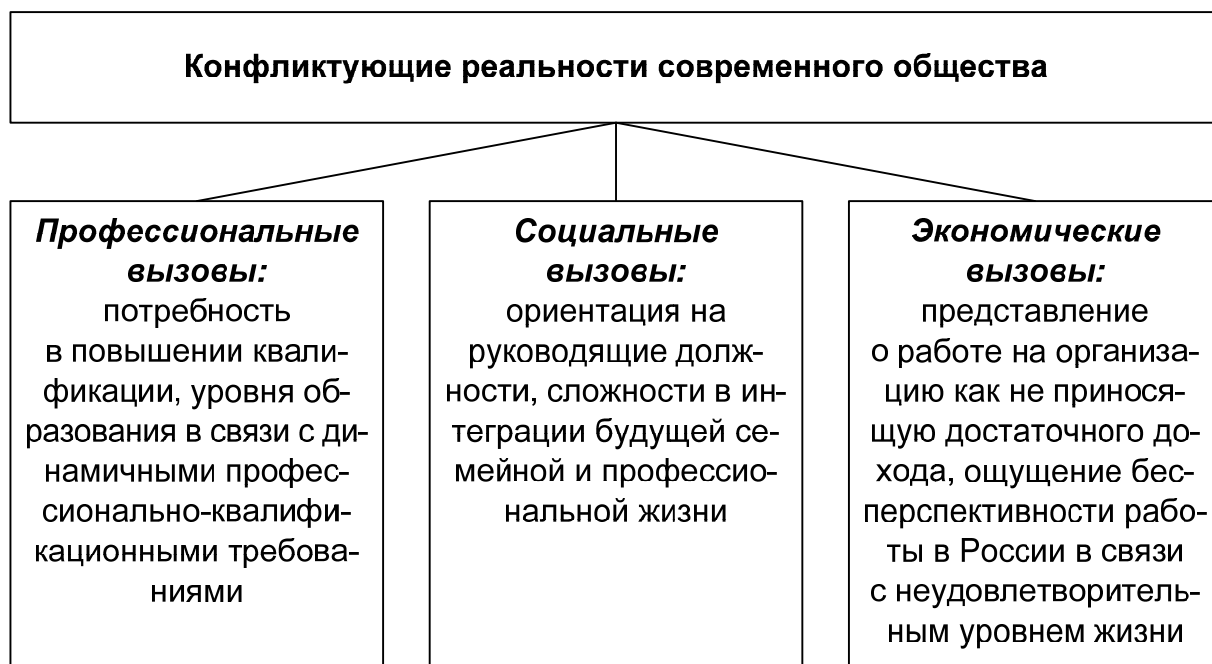 Конфликтующие реальности современного общества
Профессиональные
вызовы:
потребность
в повышении квали-
фикации, уровня об-
разования в связи с ди-
намичными профес-
сионально-квалифи-
кационными требова-
ниями
Социальные
вызовы:
ориентация на
руководящие долж-
ности, сложности в ин-
теграции будущей се-
мейной и профессио-
нальной жизни
Экономические
вызовы:
представление
о работе на организа-
цию как не принося-
щую достаточного до-
хода, ощущение бес-
перспективности рабо-
ты в России в связи
с неудовлетворитель-
ным уровнем жизни